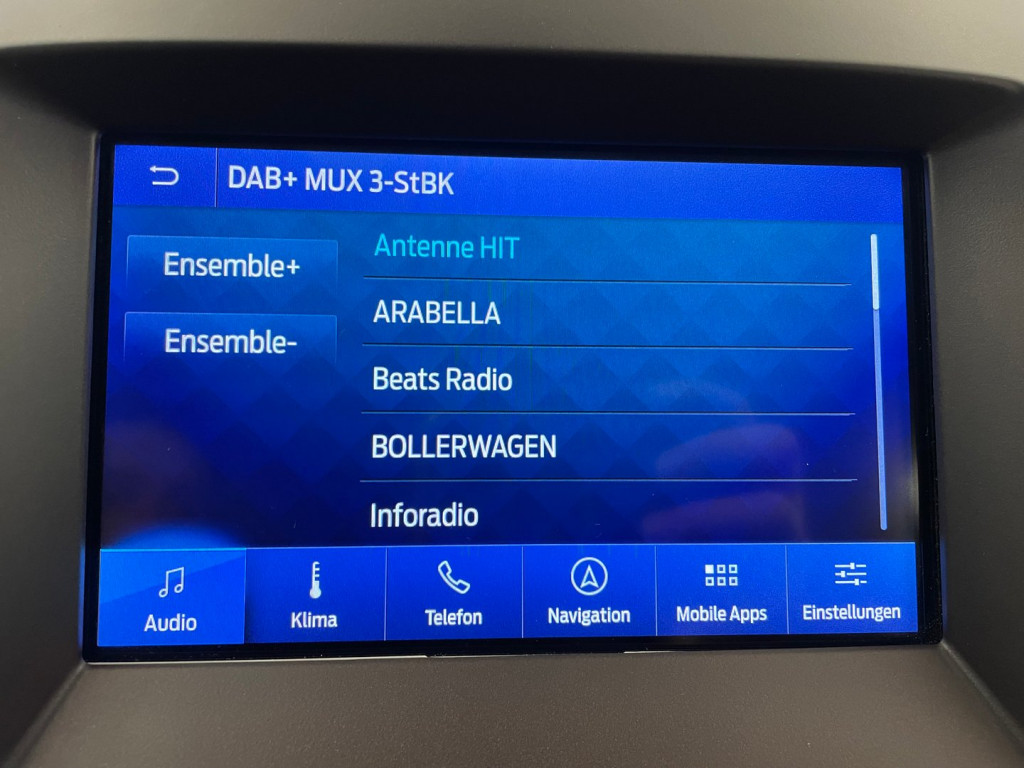 DAB+ MUX 3-StBK
Ensemble+
Ensemble-
Antenne HIT
ARABELLA
Beats Radio
BOLLERWAGEN
Inforadio
Audio
Klima
Telefon
Navigation
Mobile Apps
Einstellungen